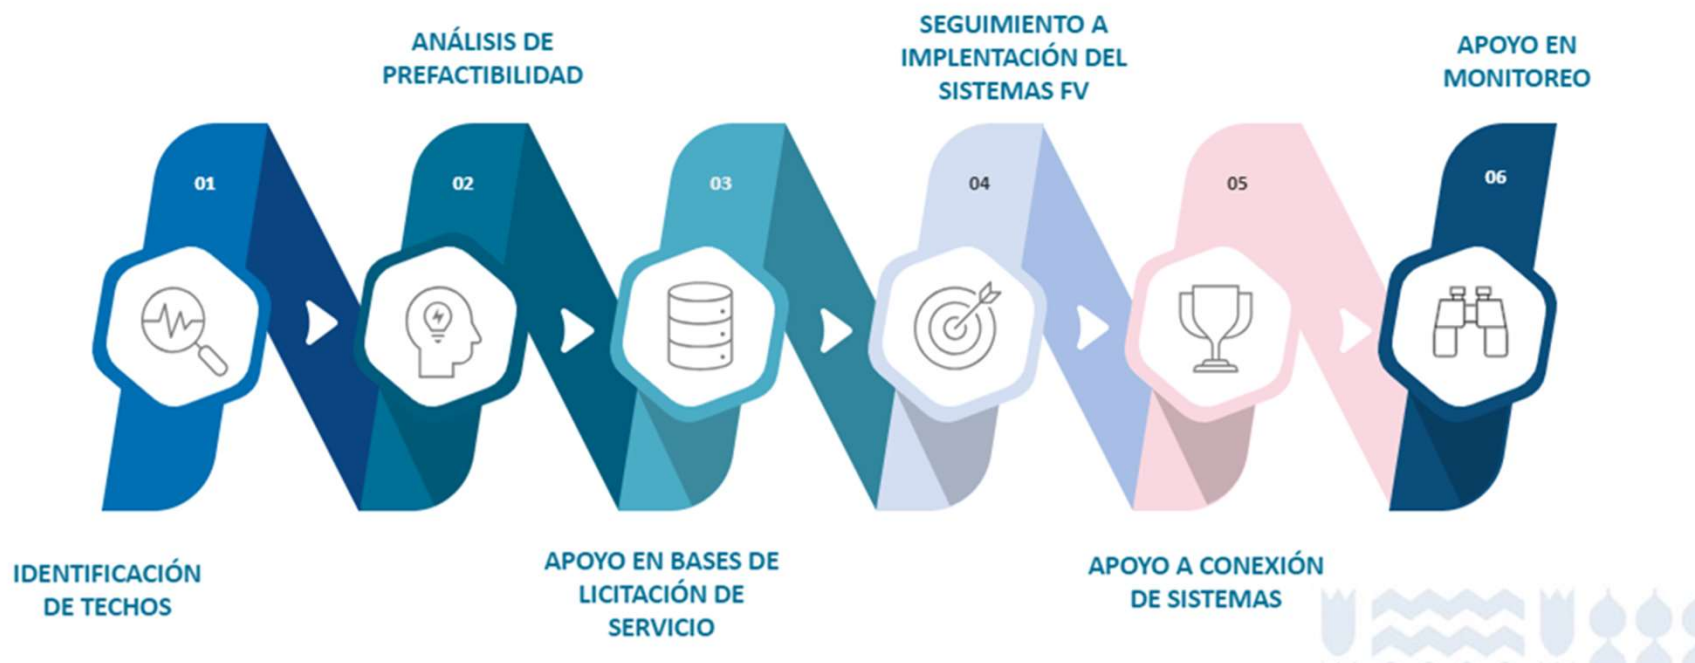 01
IDENTIFICACIÓN
DE TECHOS
02
ANÁLISIS DE
PREFACTIBILIDAD
03
APOYO EN BASES DE
LICITACIÓN DE
SERVICIO
04
SEGUIMIENTO A
IMPLENTACIÓN DEL
SISTEMAS FV
05
APOYO A CONEXIÓN
DE SISTEMAS
06
APOYO EN
MONITOREO